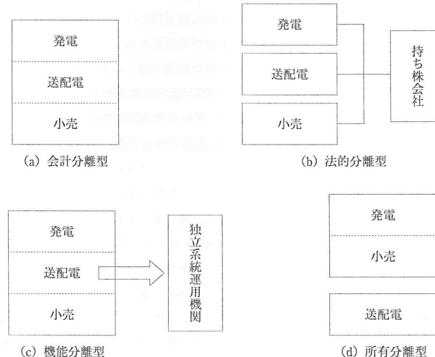 発電
送配電
小売
(a) 会計分離型
発電
送配電
小売
持ち株会社
(b) 法的分離型
発電
送配電
小売
独立系統運用機関
(c) 機能分離型
発電
小売
送配電
(d) 所有分離型